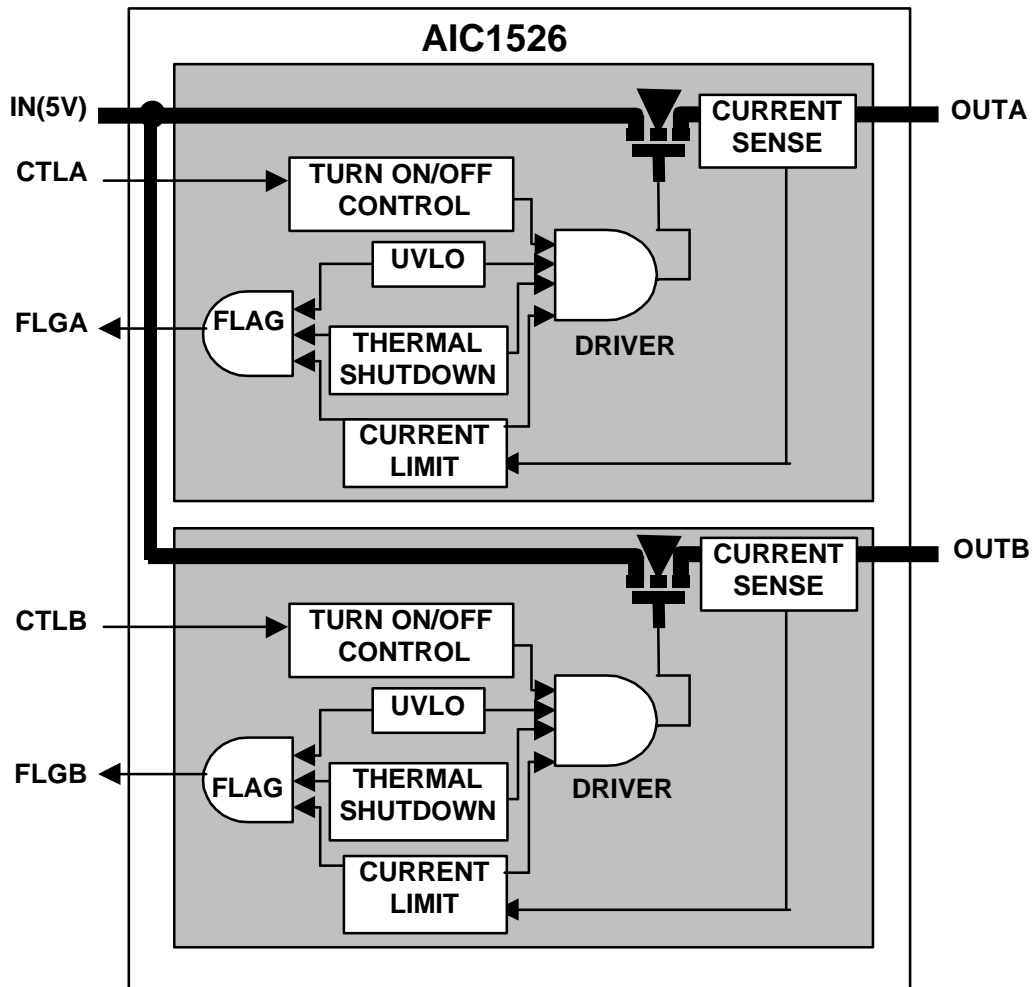 AIC1526
IN(5V)
CURRENT
SENSE
OUTA
CTLA
TURN ON/OFF
CONTROL
UVLO
FLGA
FLAG
THERMAL
SHUTDOWN
DRIVER
CURRENT
LIMIT
CURRENT
SENSE
OUTB
CTLB
TURN ON/OFF
CONTROL
UVLO
FLGB
FLAG
THERMAL
SHUTDOWN
DRIVER
CURRENT
LIMIT